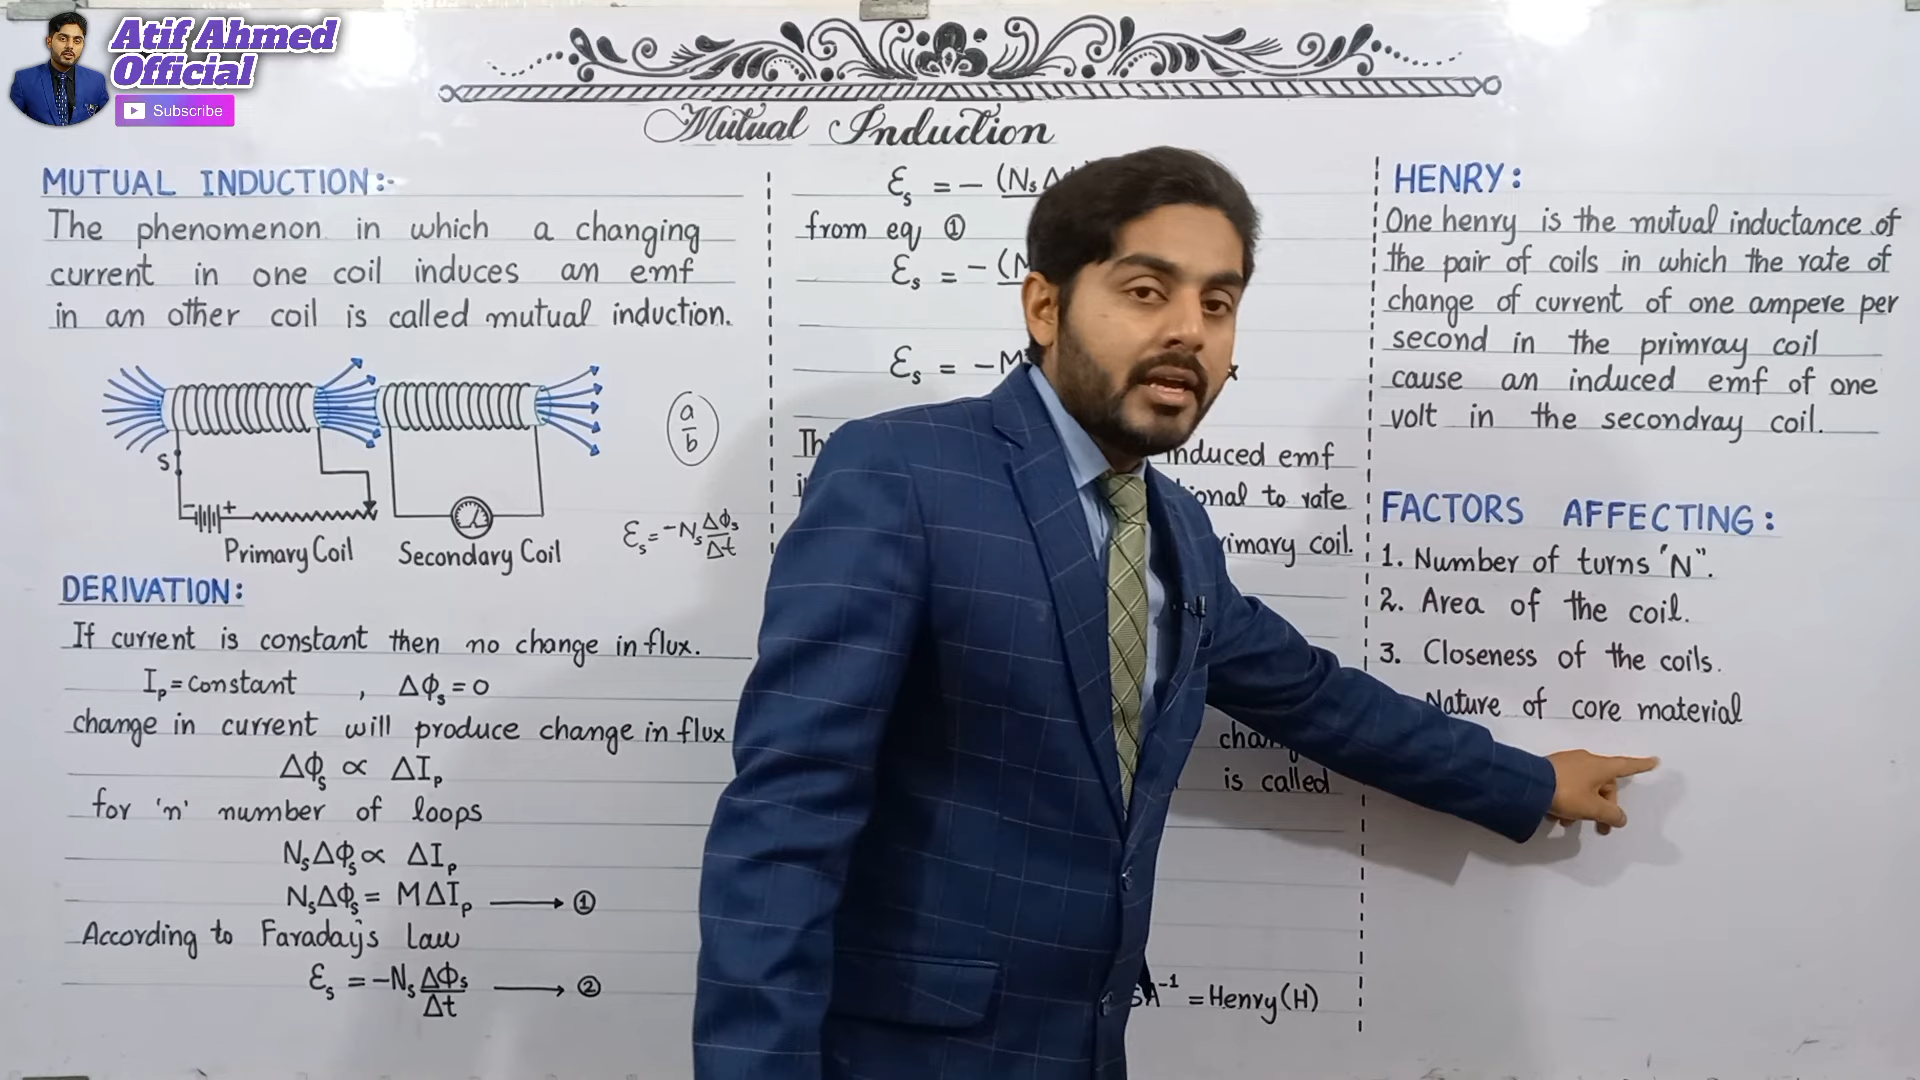 Atif Ahmed
Official
Subscribe
Mutual Induction
MUTUAL INDUCTION:-
The phenomenon in which a changing
current in one coil induces an emf
in an other coil is called mutual induction.
S
- +
Primary Coil
Secondary Coil
a/b
Ɛs = -Ns ΔΦs/Δt
DERIVATION:
If current is constant then no change in flux.
Ip = constant , ΔΦs = 0
change in current will produce change in flux
ΔΦs ∝ ΔIp
for 'n' number of loops
NsΔΦs ∝ ΔIp
NsΔΦs = MΔIp ⟶ ①
According to Faraday's Law
Ɛs = -Ns ΔΦs/Δt ⟶ ②
Ɛs = - (NsΔ
from eq ①
Ɛs = - (
Ɛs = -M
induced emf
to rate
primary coil.
is called
A⁻¹ = Henry(H)
HENRY:
One henry is the mutual inductance of
the pair of coils in which the rate of
change of current of one ampere per
second in the primray coil
cause an induced emf of one
volt in the secondray coil.
FACTORS AFFECTING:
1. Number of turns "N".
2. Area of the coil.
3. Closeness of the coils.
Nature of core material